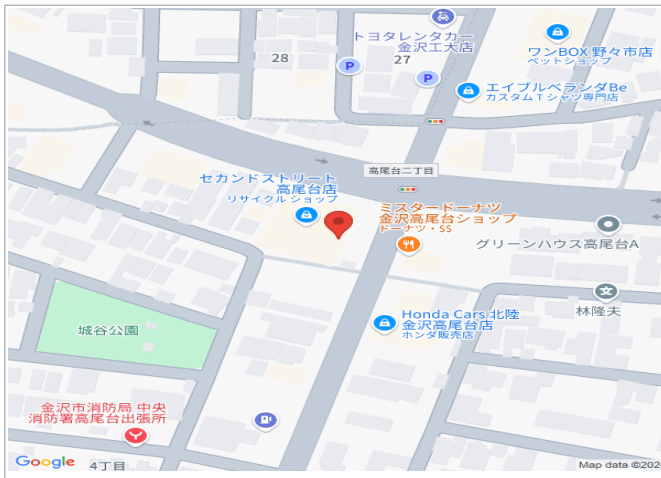 トヨタレンタカー
金沢工大店
28
27
P
P
ワンBOX 野々市店
ペットショップ
エイブルベランダBe
カスタムTシャツ専門店
高尾台二丁目
セカンドストリート
高尾台店
リサイクル ショップ
ミスタードーナツ
金沢高尾台ショップ
ドーナツ・$$
グリーンハウス高尾台A
文
林隆夫
Honda Cars 北陸
金沢高尾台店
ホンダ販売店
城谷公園
金沢市消防局 中央
消防署高尾台出張所
Google
4丁目
Map data ©202